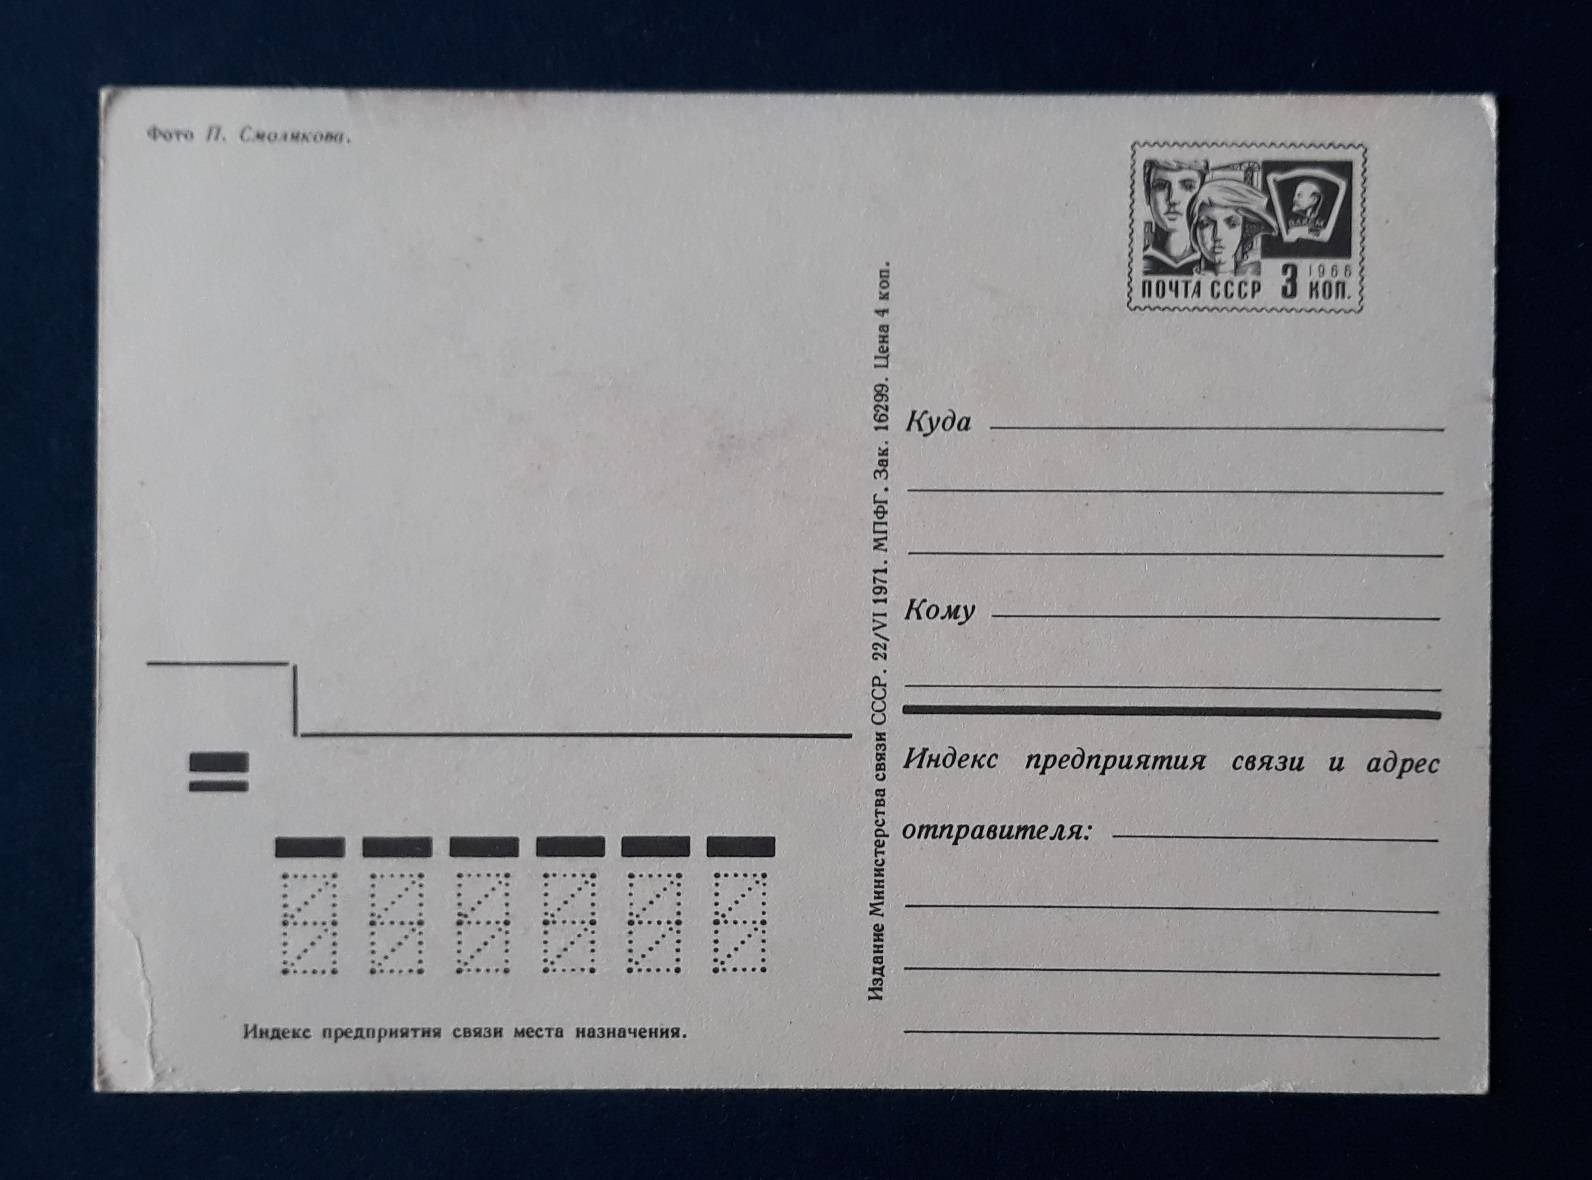 Фото П. Смолякова.
1966
ПОЧТА СССР 3 КОП.
ВЛКСМ
Издание Министерства связи СССР. 22/VI 1971. МПФГ. Зак. 16299. Цена 4 коп.
Куда
Кому
Индекс предприятия связи и адрес
отправителя:
Индекс предприятия связи места назначения.